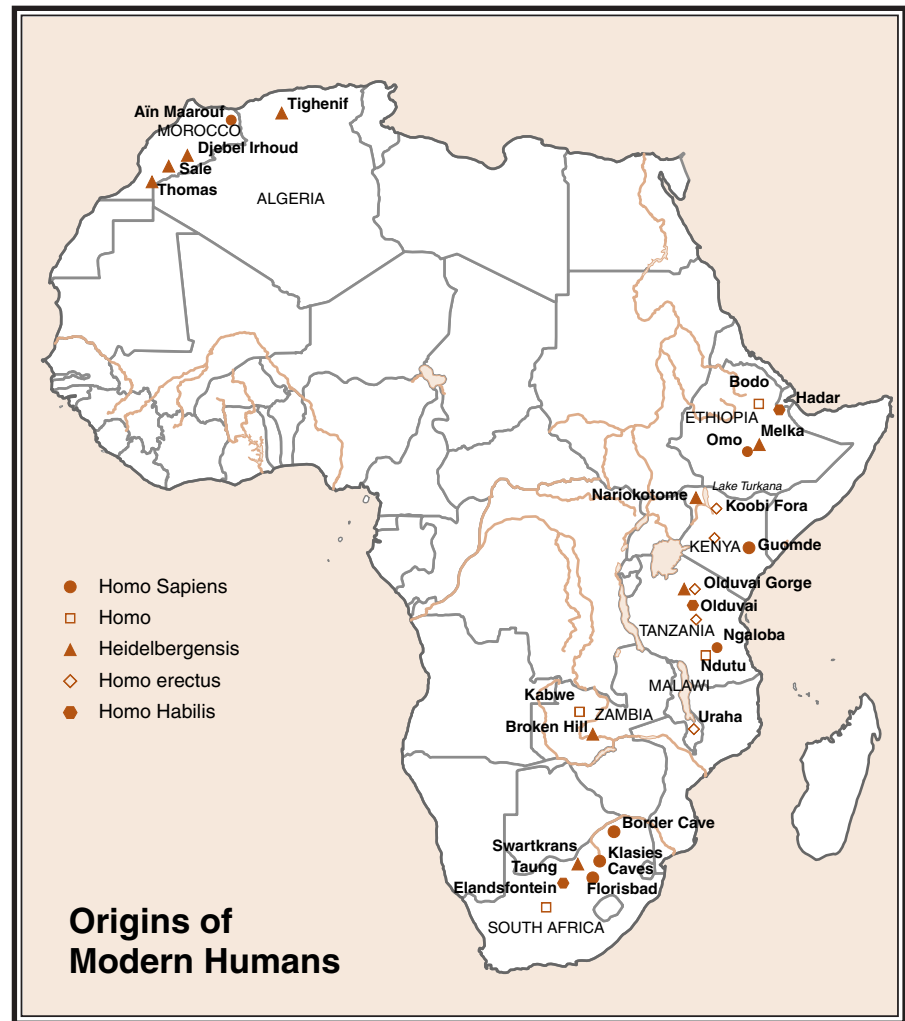 Tighenif
Aïn Maarouf
MOROCCO
Djebel Irhoud
Sale
Thomas
ALGERIA
Bodo
Hadar
ETHIOPIA
Melka
Omo
Lake Turkana
Nariokotome
Koobi Fora
KENYA
Guomde
Olduvai Gorge
Olduvai
TANZANIA
Ngaloba
Ndutu
MALAWI
Kabwe
ZAMBIA
Uraha
Broken Hill
Border Cave
Swartkrans
Klasies
Caves
Taung
Elandsfontein
Florisbad
SOUTH AFRICA
Homo Sapiens
Homo
Heidelbergensis
Homo erectus
Homo Habilis
Origins of
Modern Humans